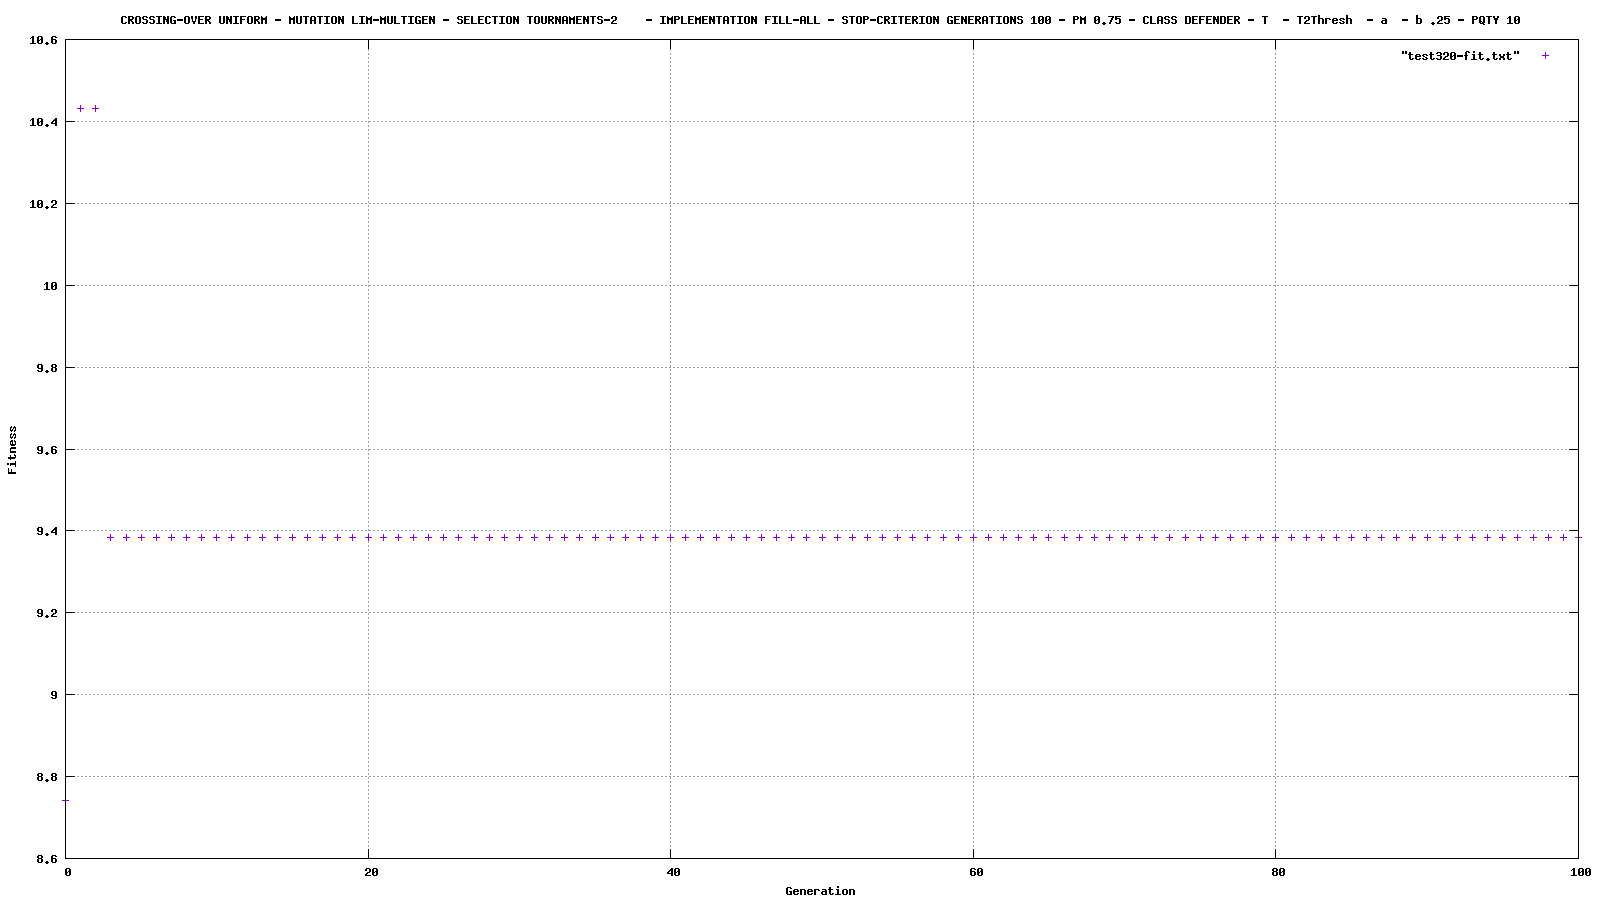 CROSSING-OVER UNIFORM - MUTATION LIM-MULTIGEN - SELECTION TOURNAMENTS-2 - IMPLEMENTATION FILL-ALL - STOP-CRITERION GENERATIONS 100 - PM 0.75 - CLASS DEFENDER - T - T2Thresh - a - b .25 - PQTY 10
"test320-fit.txt"
10.6
10.4
10.2
10
9.8
9.6
9.4
9.2
9
8.8
8.6
Fitness
0 20 40 60 80 100
Generation